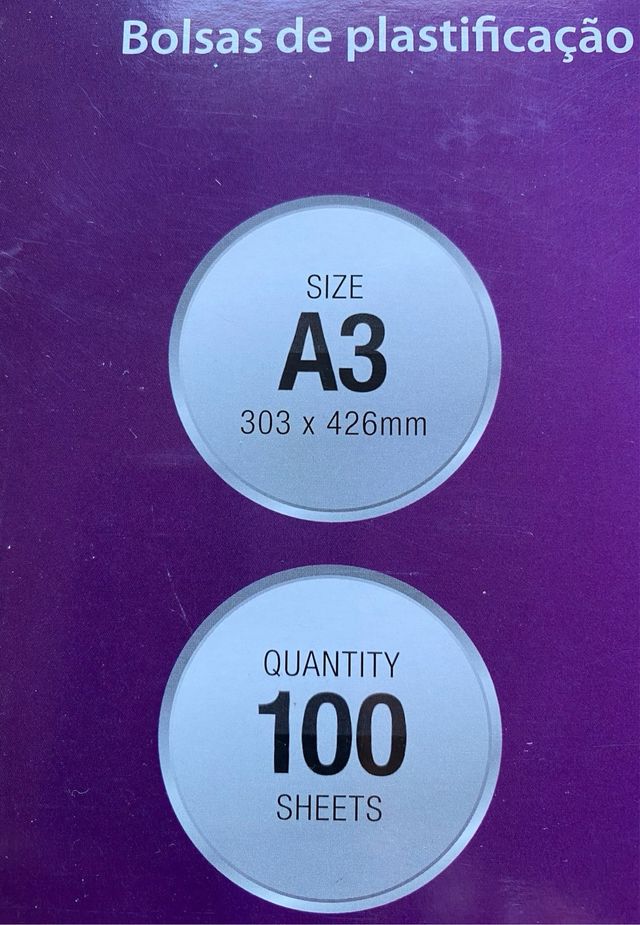 Bolsas de plastificação
SIZE
A3
303 x 426mm
QUANTITY
100
SHEETS